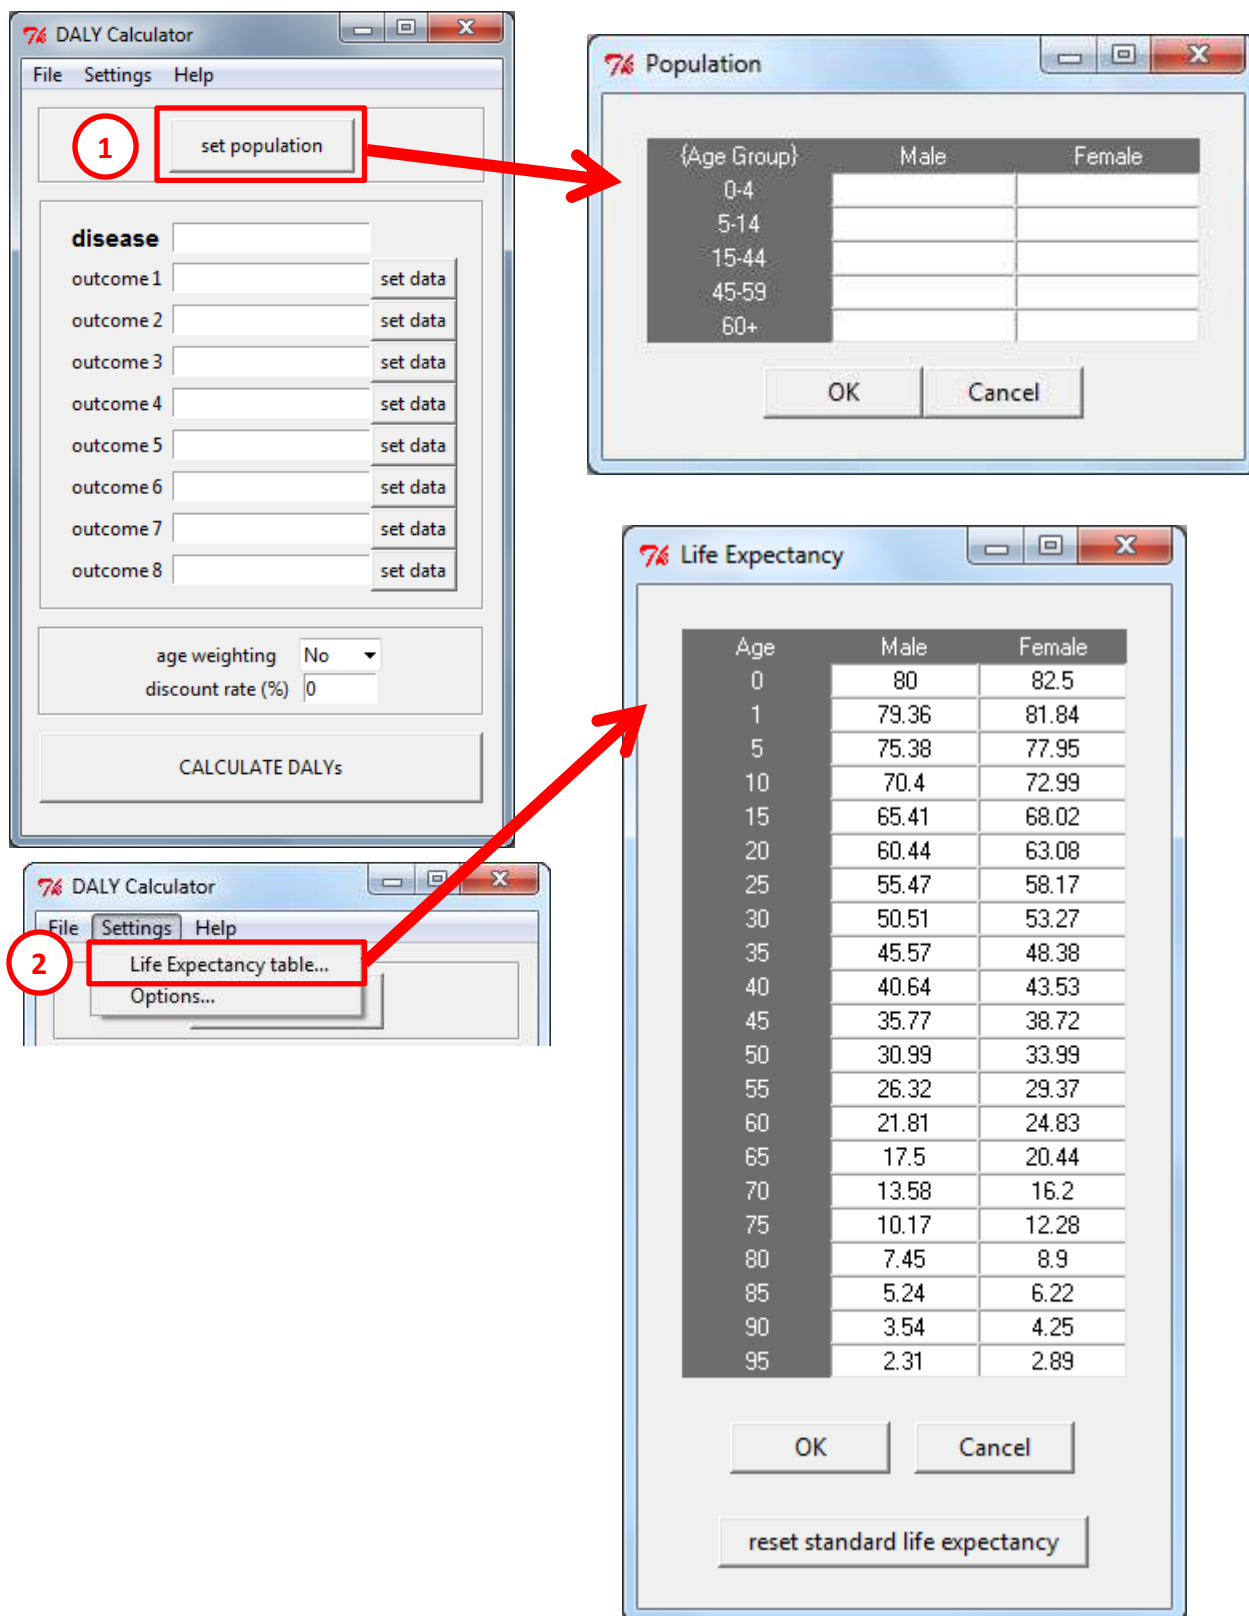 DALY Calculator
File Settings Help
1
set population
disease
outcome 1 set data
outcome 2 set data
outcome 3 set data
outcome 4 set data
outcome 5 set data
outcome 6 set data
outcome 7 set data
outcome 8 set data
age weighting No
discount rate (%) 0
CALCULATE DALYs
Population
{Age Group} Male Female
0-4
5-14
15-44
45-59
60+
OK Cancel
DALY Calculator
File Settings Help
2
Life Expectancy table...
Options...
Life Expectancy
Age Male Female
0 80 82.5
1 79.36 81.84
5 75.38 77.95
10 70.4 72.99
15 65.41 68.02
20 60.44 63.08
25 55.47 58.17
30 50.51 53.27
35 45.57 48.38
40 40.64 43.53
45 35.77 38.72
50 30.99 33.99
55 26.32 29.37
60 21.81 24.83
65 17.5 20.44
70 13.58 16.2
75 10.17 12.28
80 7.45 8.9
85 5.24 6.22
90 3.54 4.25
95 2.31 2.89
OK Cancel
reset standard life expectancy